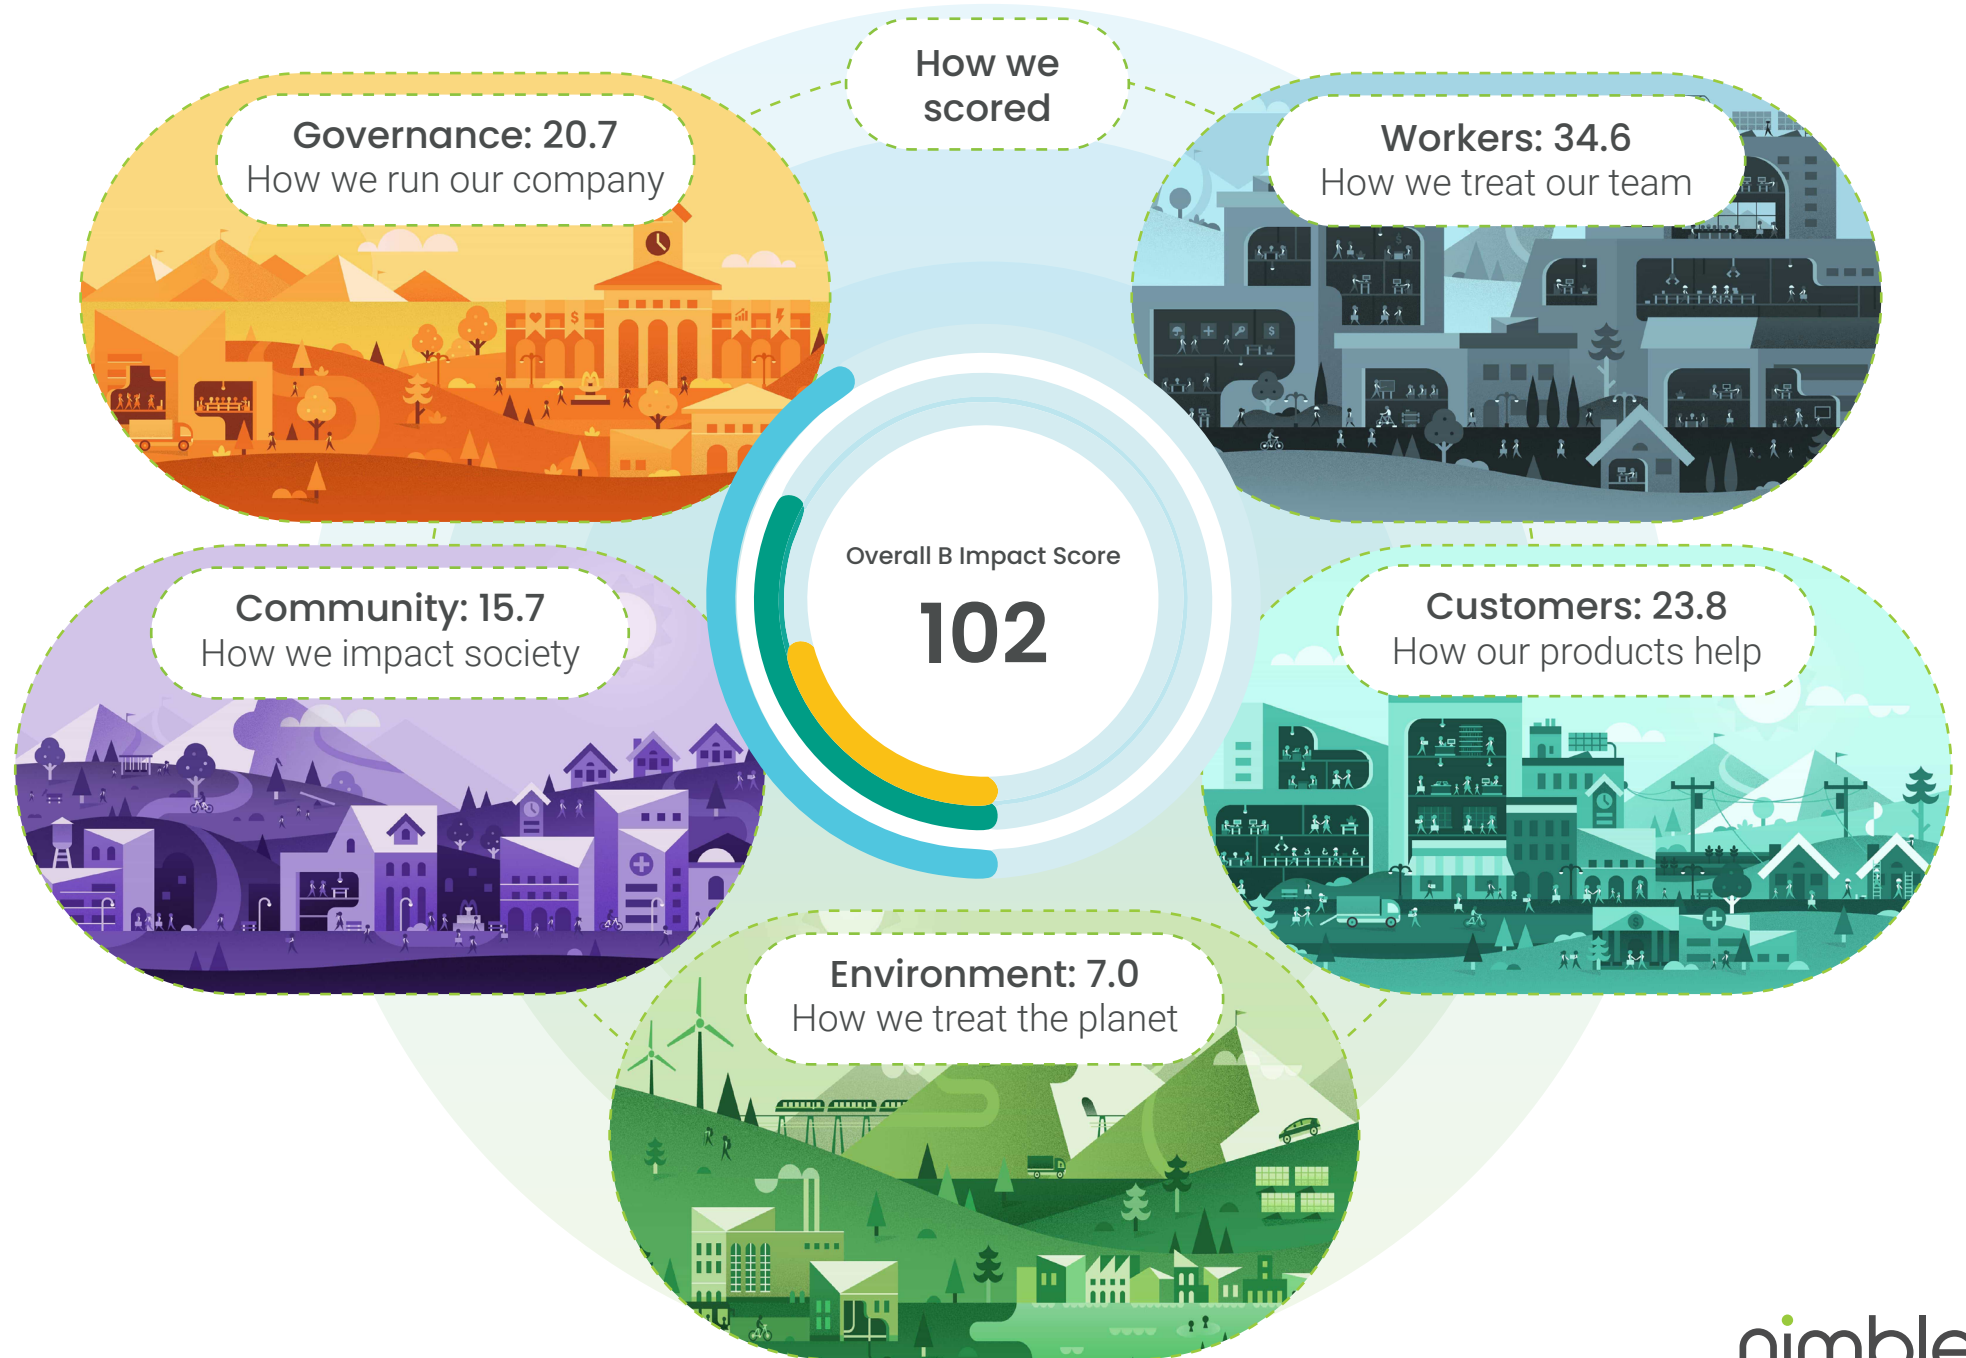 How we
scored
Governance: 20.7
How we run our company
Workers: 34.6
How we treat our team
Overall B Impact Score
102
Community: 15.7
How we impact society
Customers: 23.8
How our products help
Environment: 7.0
How we treat the planet
nimble